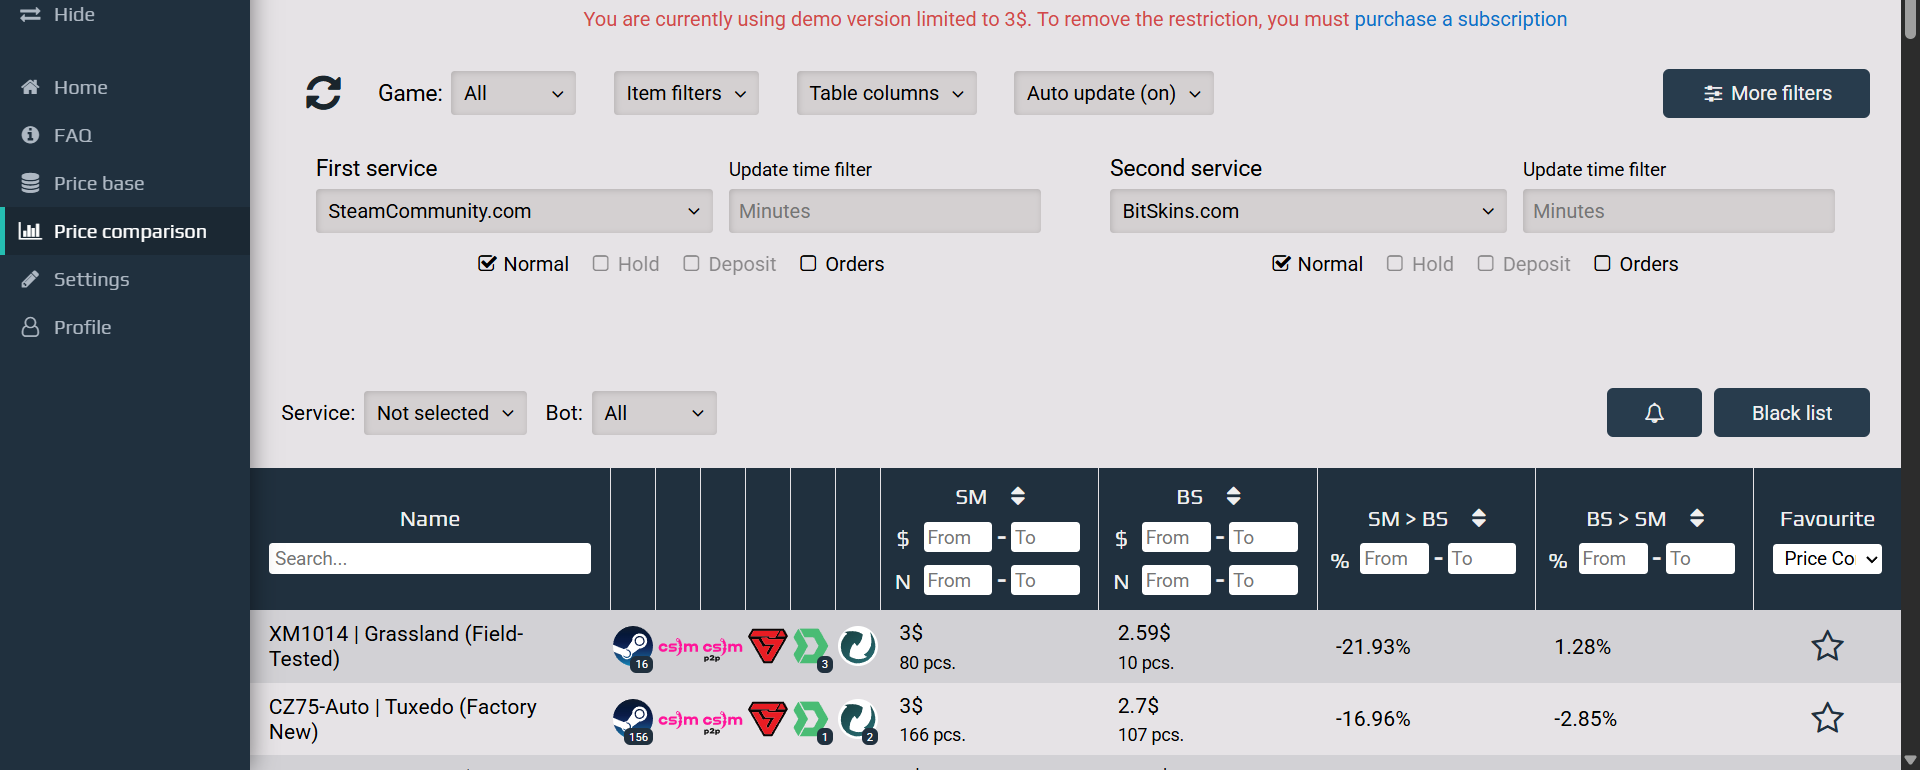 Hide
Home
FAQ
Price base
Price comparison
Settings
Profile
You are currently using demo version limited to 3$. To remove the restriction, you must purchase a subscription
Game: All Item filters Table columns Auto update (on) More filters
First service Update time filter Second service Update time filter
SteamCommunity.com Minutes BitSkins.com Minutes
Normal Hold Deposit Orders Normal Hold Deposit Orders
Service: Not selected Bot: All Black list
Name SM BS SM > BS BS > SM Favourite
Search... $ From - To $ From - To % From - To % From - To Price Co
N From - To N From - To
XM1014 | Grassland (Field-
Tested) 16 cs)m cs)m p2p 3 3$ 2.59$ -21.93% 1.28%
80 pcs. 10 pcs.
CZ75-Auto | Tuxedo (Factory
New) 156 cs)m cs)m p2p 1 2 3$ 2.7$ -16.96% -2.85%
166 pcs. 107 pcs.